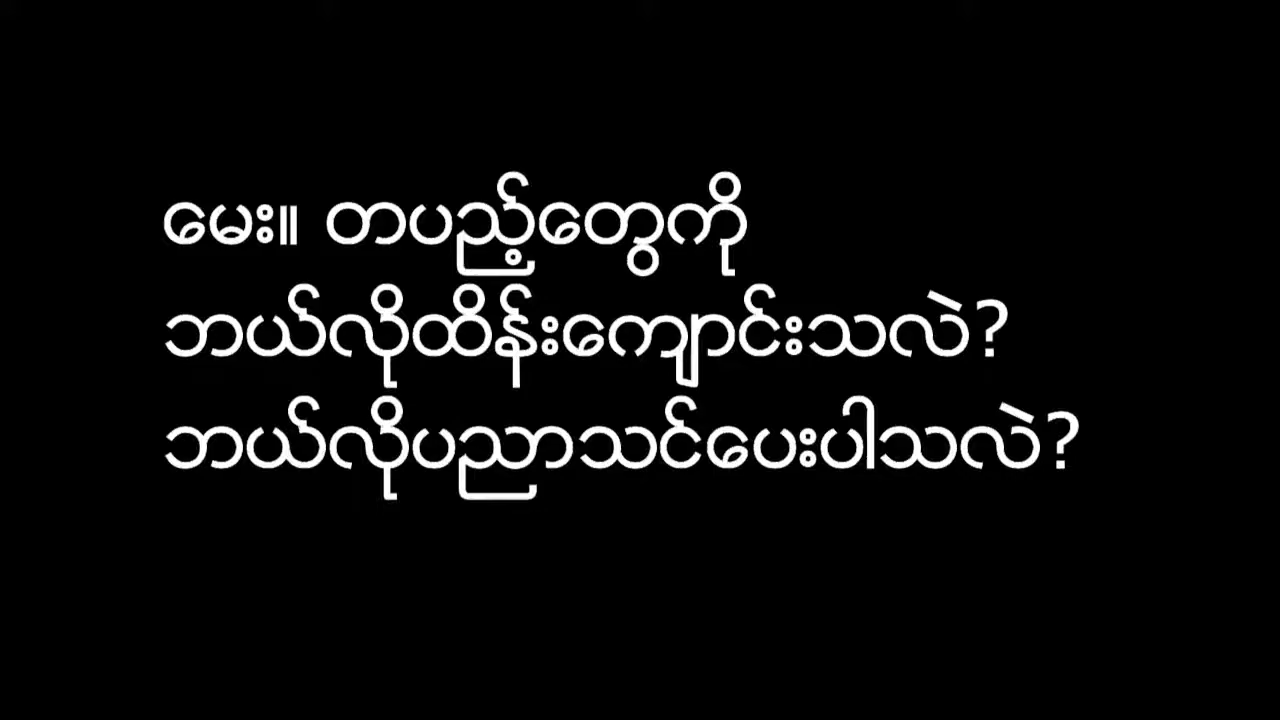 မေး။ တပည့်တွေကို
ဘယ်လိုထိန်းကျောင်းသလဲ?
ဘယ်လိုပညာသင်ပေးပါသလဲ?